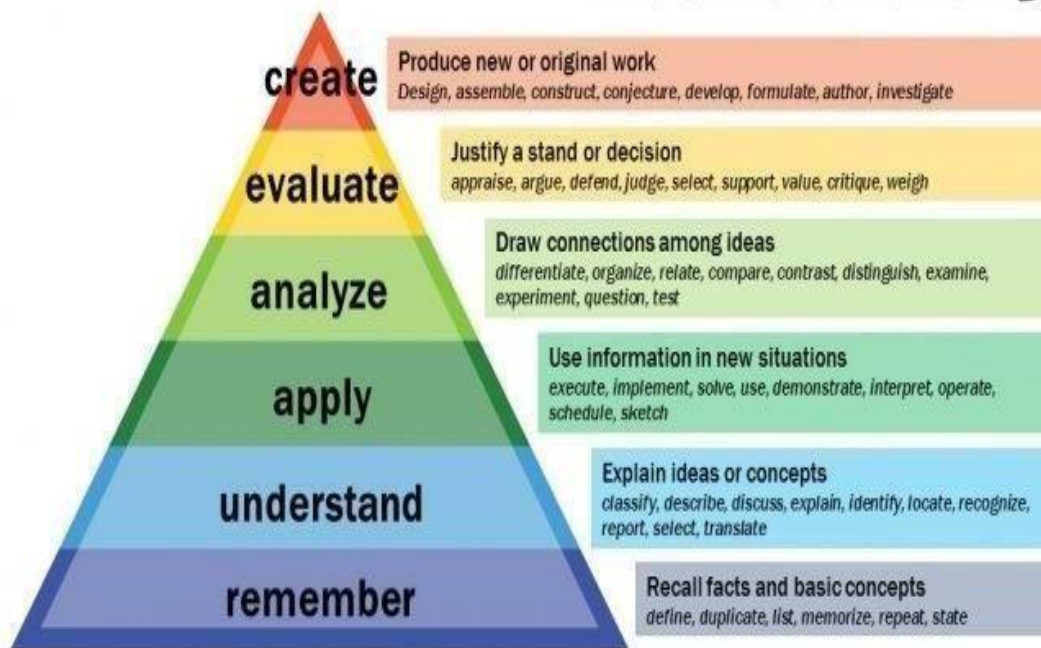 create
Produce new or original work
Design, assemble, construct, conjecture, develop, formulate, author, investigate
evaluate
Justify a stand or decision
appraise, argue, defend, judge, select, support, value, critique, weigh
analyze
Draw connections among ideas
differentiate, organize, relate, compare, contrast, distinguish, examine,
experiment, question, test
apply
Use information in new situations
execute, implement, solve, use, demonstrate, interpret, operate,
schedule, sketch
understand
Explain ideas or concepts
classify, describe, discuss, explain, identify, locate, recognize,
report, select, translate
remember
Recall facts and basic concepts
define, duplicate, list, memorize, repeat, state